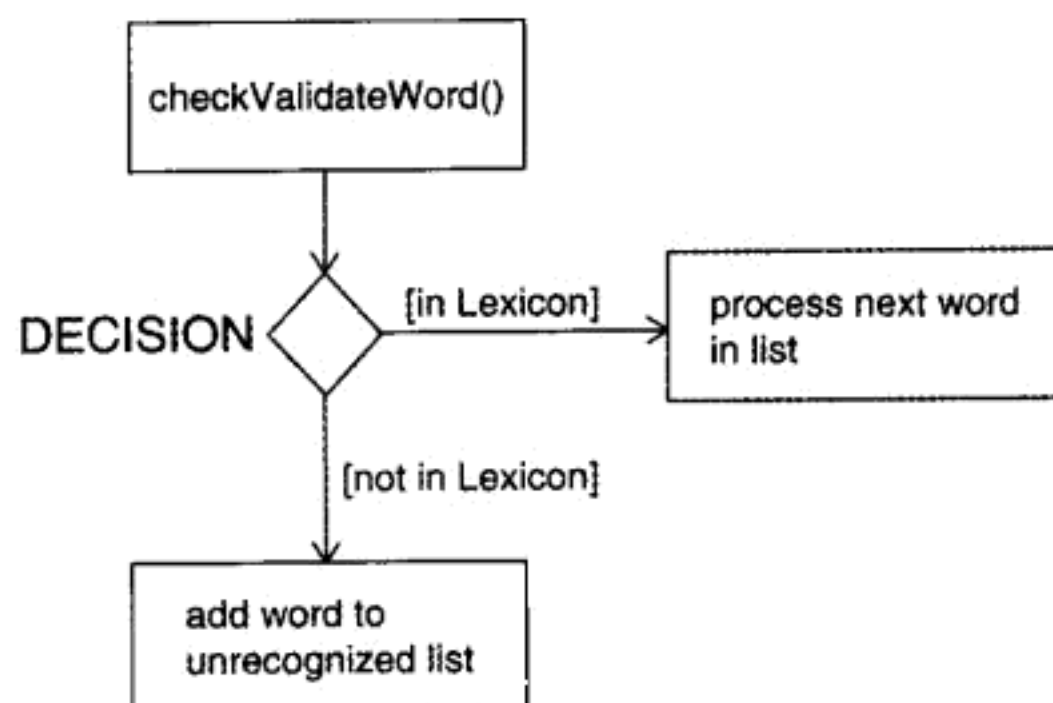 checkValidateWord()
DECISION
[in Lexicon]
process next word
in list
[not in Lexicon]
add word to
unrecognized list